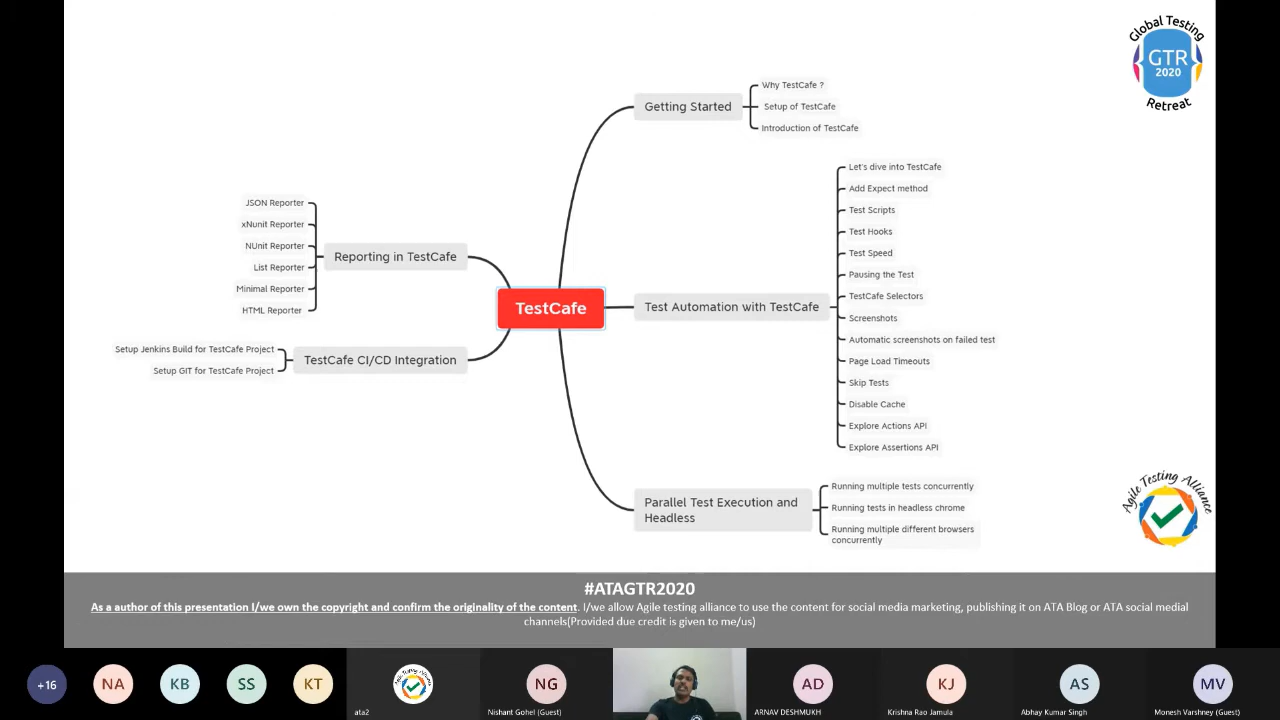 Global Testing
GTR
2020
Retreat
Getting Started
Why TestCafe ?
Setup of TestCafe
Introduction of TestCafe
JSON Reporter
xNunit Reporter
NUnit Reporter
List Reporter
Minimal Reporter
HTML Reporter
Reporting in TestCafe
TestCafe
Test Automation with TestCafe
Let's dive into TestCafe
Add Expect method
Test Scripts
Test Hooks
Test Speed
Pausing the Test
TestCafe Selectors
Screenshots
Automatic screenshots on failed test
Page Load Timeouts
Skip Tests
Disable Cache
Explore Actions API
Explore Assertions API
Setup Jenkins Build for TestCafe Project
Setup GIT for TestCafe Project
TestCafe CI/CD Integration
Parallel Test Execution and
Headless
Running multiple tests concurrently
Running tests in headless chrome
Running multiple different browsers
concurrently
Agile Testing Alliance
#ATAGTR2020
As a author of this presentation I/we own the copyright and confirm the originality of the content. I/we allow Agile testing alliance to use the content for social media marketing, publishing it on ATA Blog or ATA social medial
channels(Provided due credit is given to me/us)
+16
NA
KB
SS
KT
ata2
NG
Nishant Gohel (Guest)
AD
ARNAV DESHMUKH
KJ
Krishna Rao Jamula
AS
Abhay Kumar Singh
MV
Monesh Varshney (Guest)